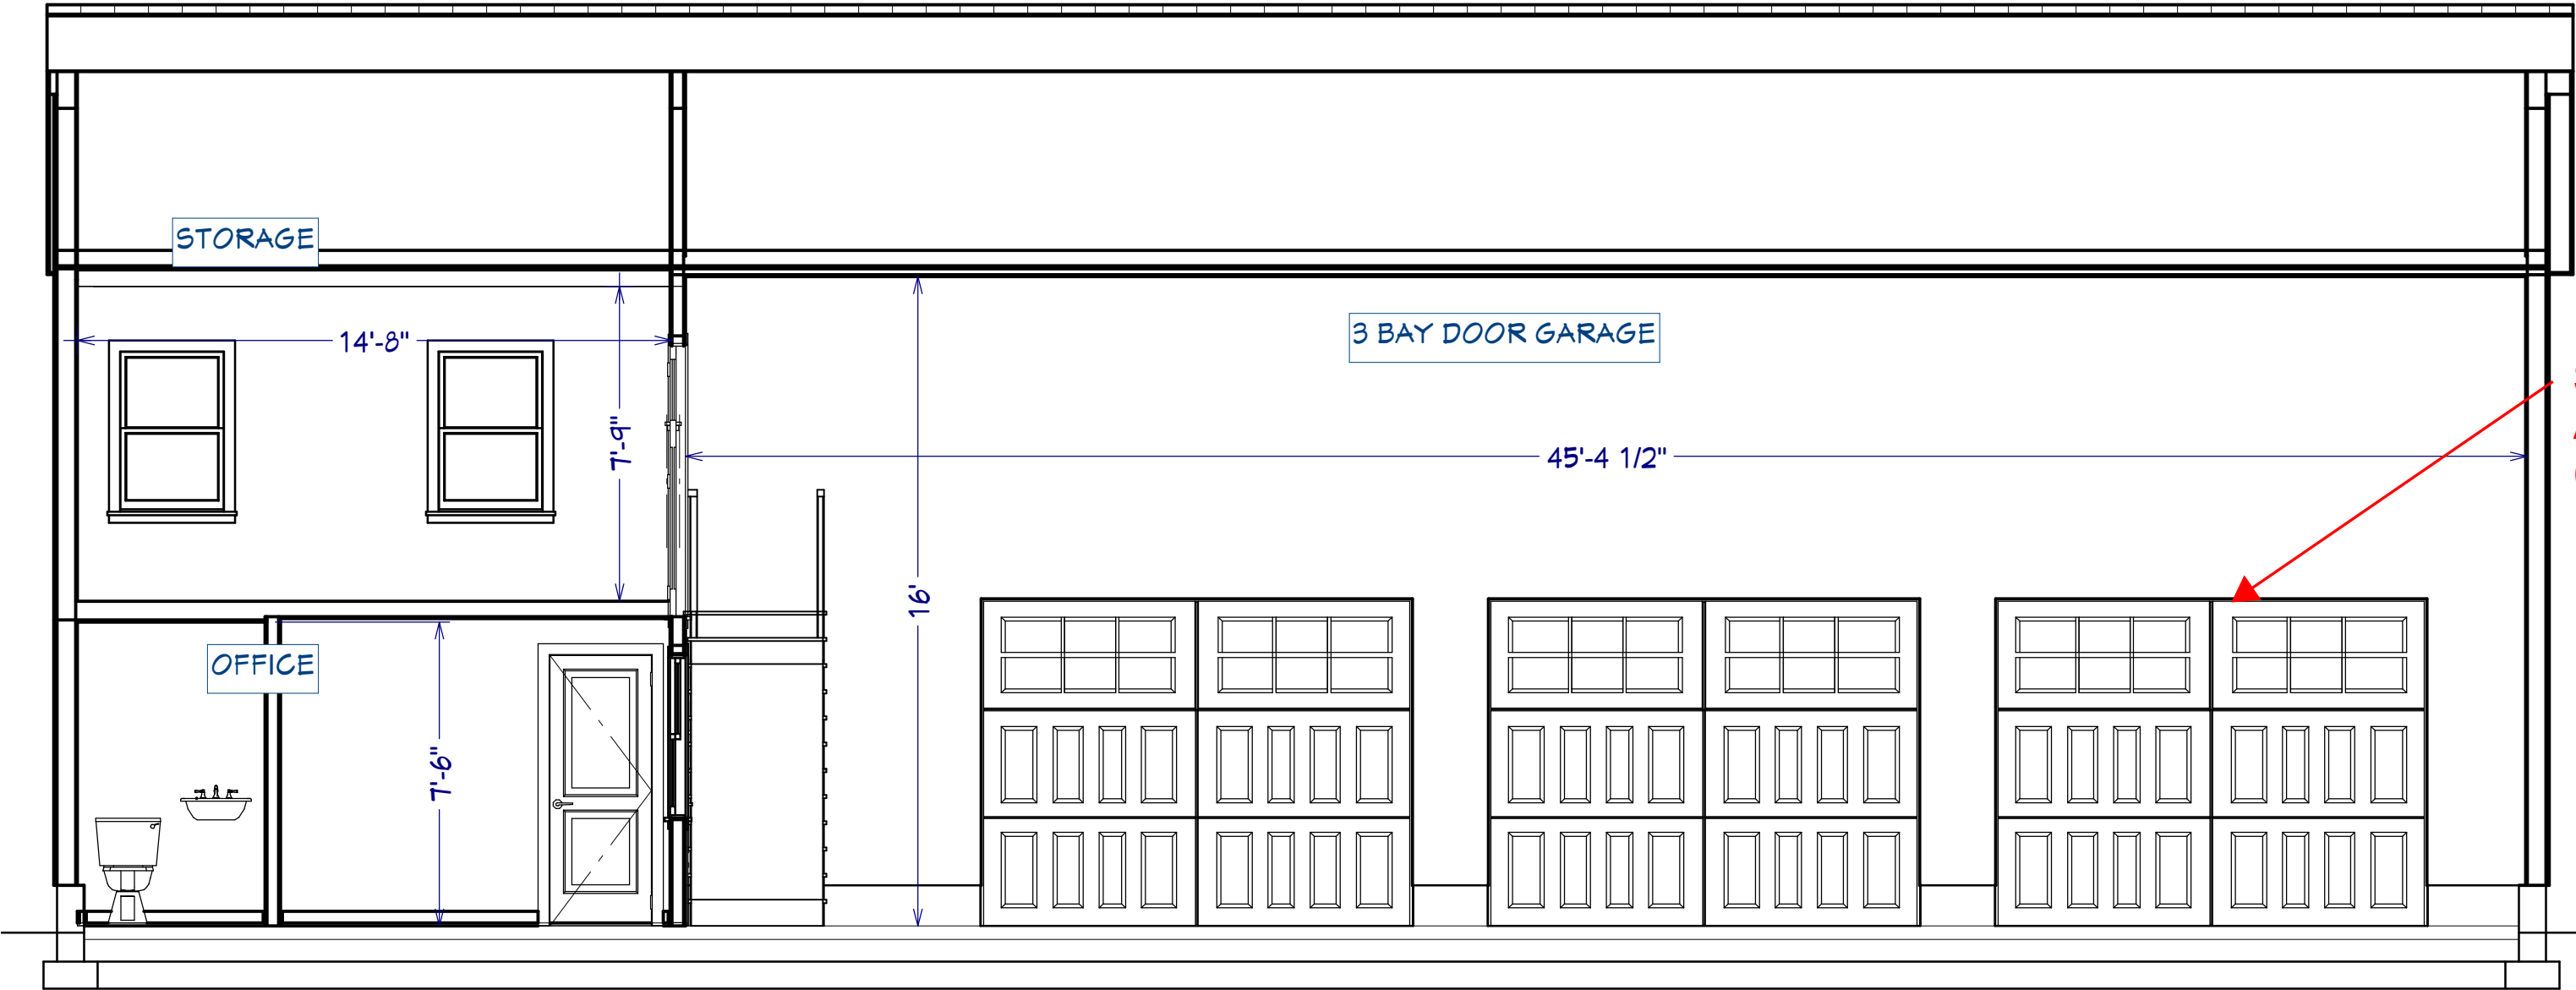 STORAGE
14'-8"
3 BAY DOOR GARAGE
7'-9"
45'-4 1/2"
16'
OFFICE
7'-6"